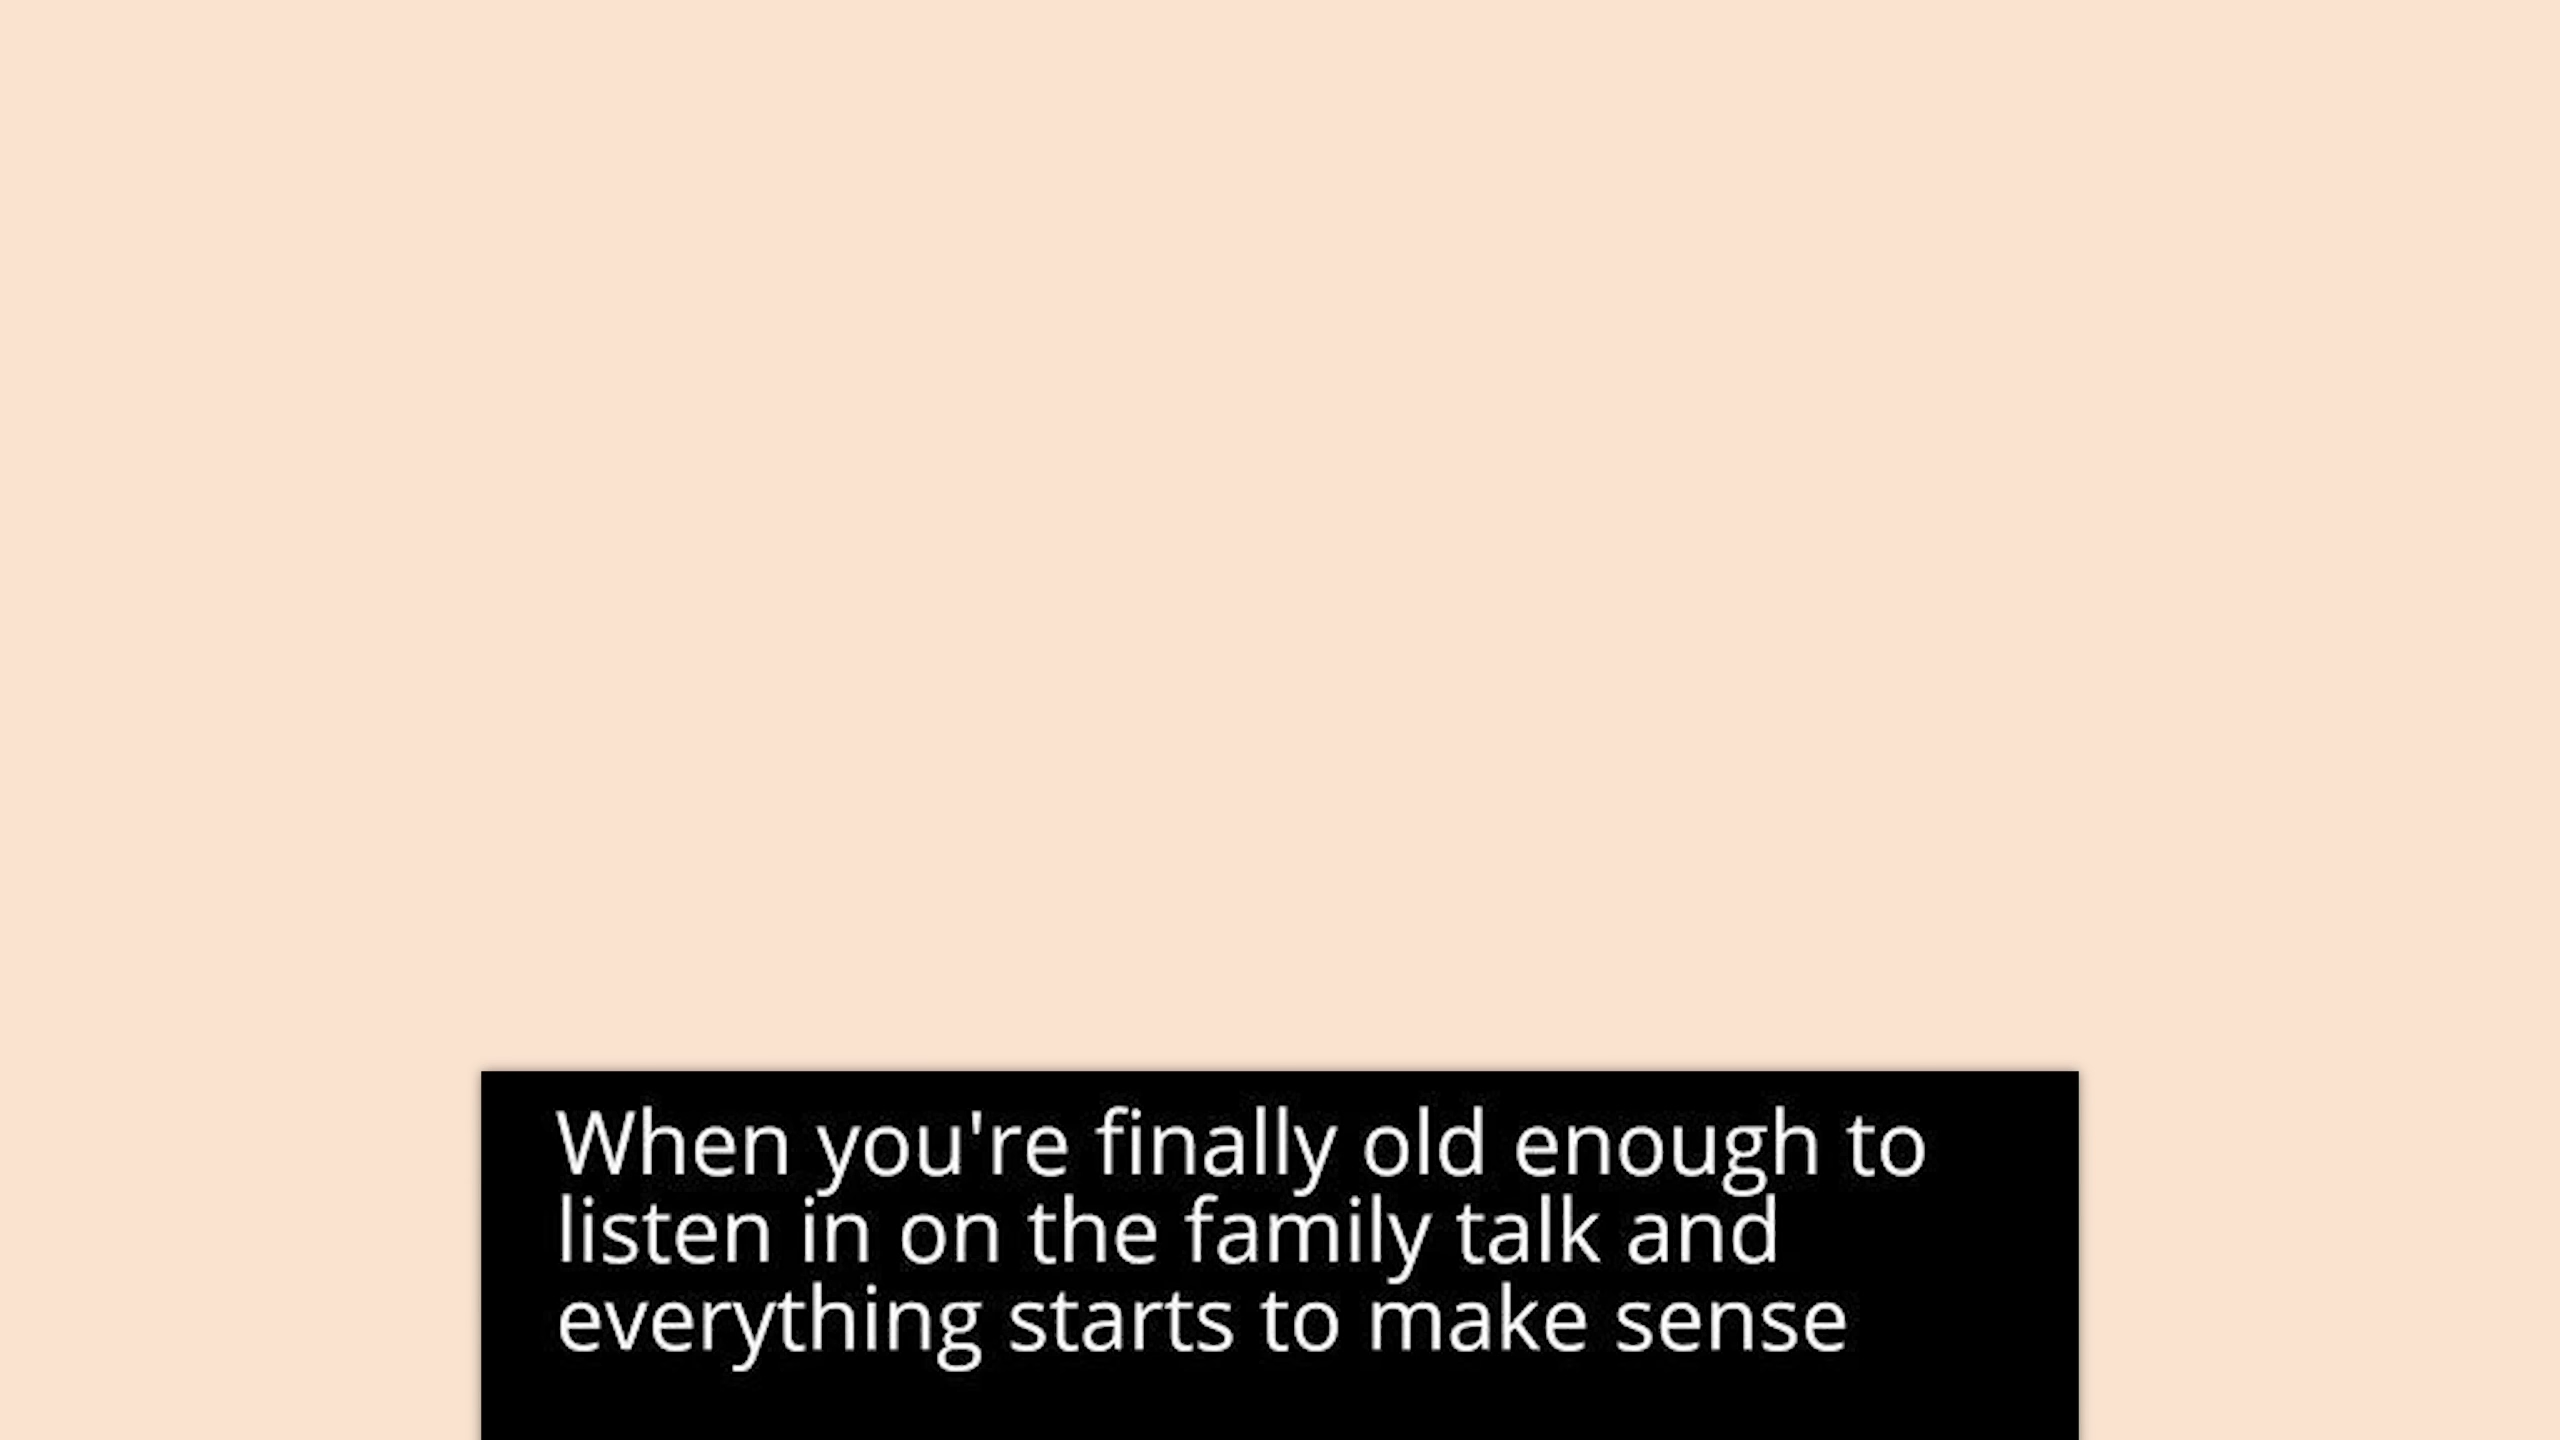 When you're finally old enough to
listen in on the family talk and
everything starts to make sense